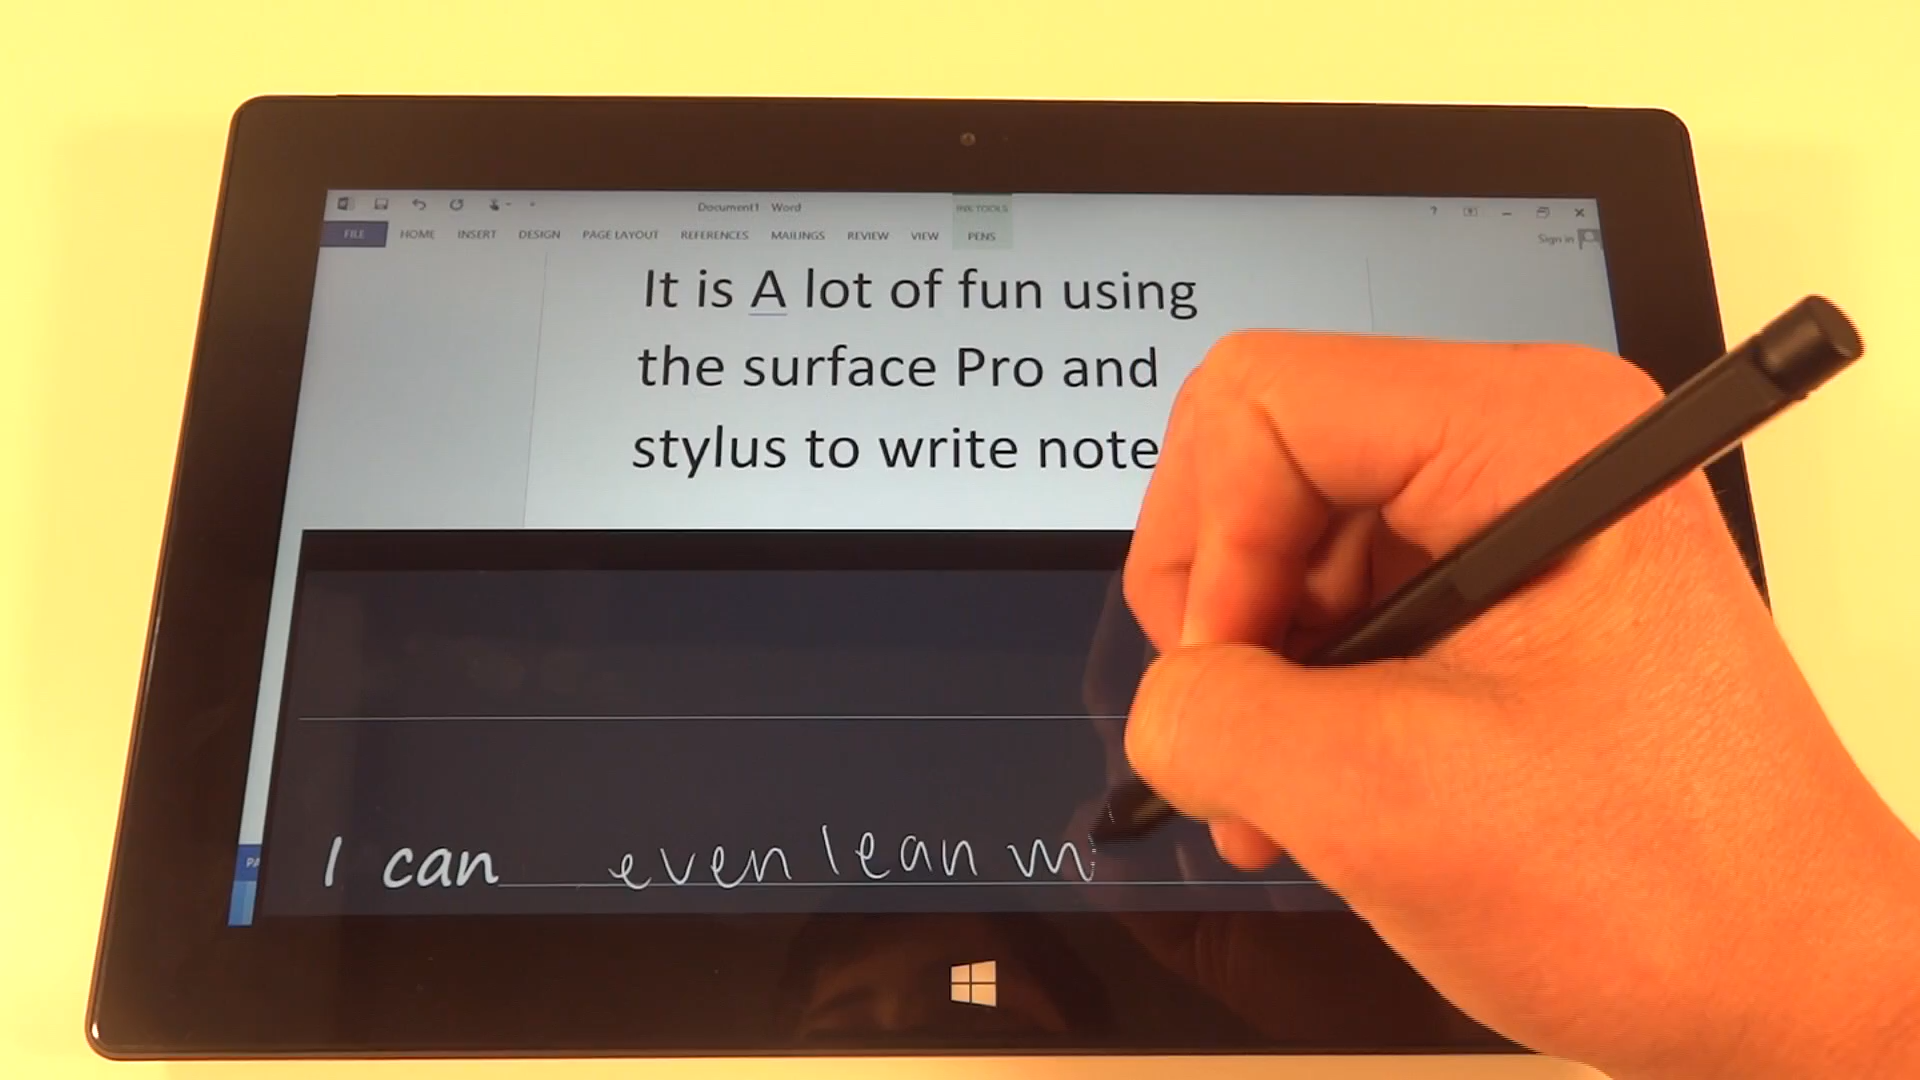 Document1 - Word
INK TOOLS
FILE HOME INSERT DESIGN PAGE LAYOUT REFERENCES MAILINGS REVIEW VIEW PENS
Sign in
It is A lot of fun using
the surface Pro and
stylus to write note
PA
I can even lean m